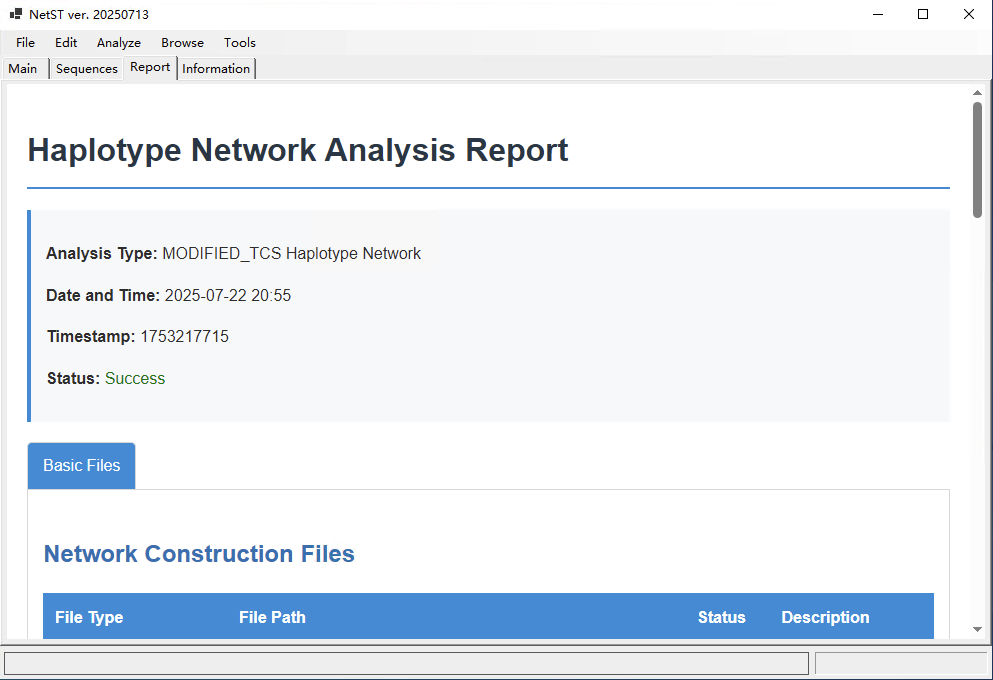 NetST ver. 20250713
File Edit Analyze Browse Tools
Main Sequences Report Information
Haplotype Network Analysis Report
Analysis Type: MODIFIED_TCS Haplotype Network
Date and Time: 2025-07-22 20:55
Timestamp: 1753217715
Status: Success
Basic Files
Network Construction Files
File Type File Path Status Description